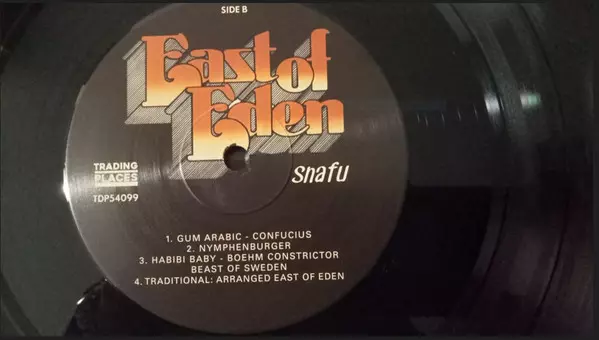 SIDE B
East of
Eden
Snafu
TRADING
PLACES
TDP54099
1. GUM ARABIC - CONFUCIUS
2. NYMPHENBURGER
3. HABIBI BABY - BOEHM CONSTRICTOR
BEAST OF SWEDEN
4. TRADITIONAL: ARRANGED EAST OF EDEN